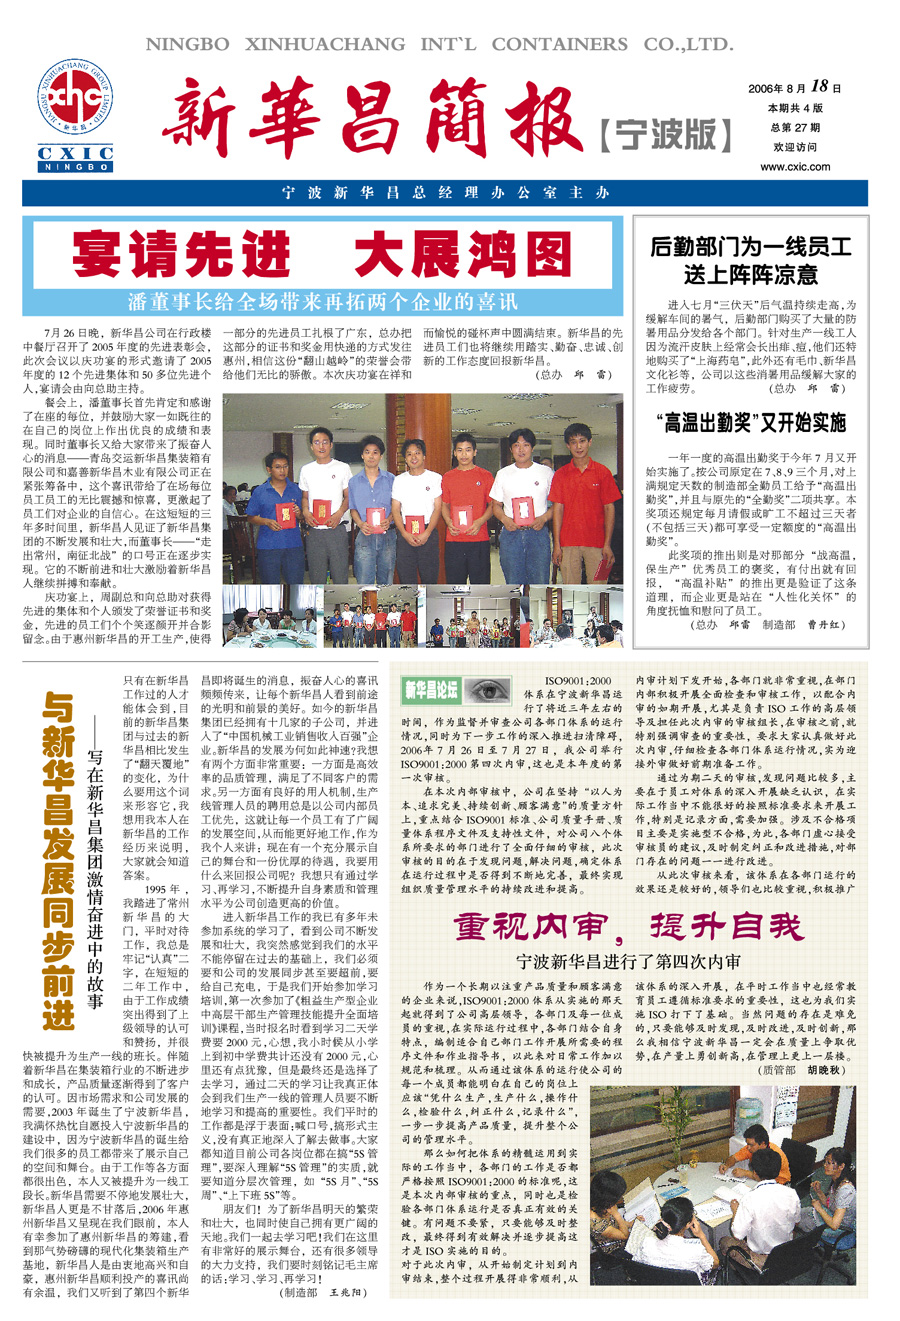 NINGBO XINHUACHANG INT`L CONTAINERS CO.,LTD.
JIANGSU XINHUACHANG GROUP LIMITED
xhc
新华昌
CXIC
NINGBO
新華昌簡报
【宁波版】
2006年8月18日
本期共4版
总第27期
欢迎访问
www.cxic.com
宁波新华昌总经理办公室主办
宴请先进 大展鸿图
潘董事长给全场带来再拓两个企业的喜讯
7月26日晚，新华昌公司在行政楼
中餐厅召开了2005年度的先进表彰会，
此次会议以庆功宴的形式邀请了2005
年度的12个先进集体和50多位先进个
人,宴请会由向总助主持。
餐会上，潘董事长首先肯定和感谢
了在座的每位，并鼓励大家一如既往的
在自己的岗位上作出优良的成绩和表
现。同时董事长又给大家带来了振奋人
心的消息——青岛交运新华昌集装箱有
限公司和嘉善新华昌木业有限公司正在
紧张筹备中，这个喜讯带给了在场每位
员工员工的无比震撼和惊喜，更激起了
员工们对企业的自信心。在这短短的三
年多时间里，新华昌人见证了新华昌集
团的不断发展和壮大,而董事长——“走
出常州，南征北战”的口号正在逐步实
现。它的不断前进和壮大激励着新华昌
人继续拼搏和奉献。
庆功宴上，周副总和向总助对获得
先进的集体和个人颁发了荣誉证书和奖
金，先进的员工们个个笑逐颜开并合影
留念。由于惠州新华昌的开工生产,使得
一部分的先进员工扎根了广东，总办把
这部分的证书和奖金用快递的方式发往
惠州,相信这份“翻山越岭”的荣誉会带
给他们无比的骄傲。本次庆功宴在祥和
而愉悦的碰杯声中圆满结束。新华昌的先
进员工们也将继续用踏实、勤奋、忠诚、创
新的工作态度回报新华昌。
(总办 邱 雷)
后勤部门为一线员工
送上阵阵凉意
进入七月“三伏天”后气温持续走高,为
缓解车间的暑气，后勤部门购买了大量的防
暑用品分发给各个部门。针对生产一线工人
因为流汗皮肤上经常会长出痱、痘,他们还特
地购买了“上海药皂”,此外还有毛巾、新华昌
文化衫等，公司以这些消暑用品缓解大家的
工作疲劳。 (总办 邱 雷)
“高温出勤奖”又开始实施
一年一度的高温出勤奖于今年7月又开
始实施了。按公司原定在7、8、9三个月,对上
满规定天数的制造部全勤员工给予“高温出
勤奖”,并且与原先的“全勤奖”二项共享。本
奖项还规定每月请假或旷工不超过三天者
(不包括三天)都可享受一定额度的“高温出
勤奖”。
此奖项的推出则是对那部分“战高温,
保生产”优秀员工的褒奖，有付出就有回
报，“高温补贴”的推出更是验证了这条
道理，而企业更是站在“人性化关怀”的
角度抚恤和慰问了员工。
(总办 邱雷 制造部 曹丹红)
与新华昌发展同步前进
——写在新华昌集团激情奋进中的故事
只有在新华昌
工作过的人才
能体会到,目
前的新华昌集
团与过去的新
华昌相比发生
了“翻天覆地”
的变化，为什
么要用这个词
来形容它,我
想用我本人在
新华昌的工作
经历来说明，
大家就会知道
答案。
1995年，
我踏进了常州
新华昌的大
门，平时对待
工作，我总是
牢记“认真”二
字，在短短的
二年工作中，
由于工作成绩
突出得到了上
级领导的认可
和赞扬，并很
快被提升为生产一线的班长。伴随
着新华昌在集装箱行业的不断进步
和成长，产品质量逐渐得到了客户
的认可。因市场需求和公司发展的
需要,2003年诞生了宁波新华昌，
我满怀热忱自愿投入宁波新华昌的
建设中，因为宁波新华昌的诞生给
我们很多的员工都带来了展示自己
的空间和舞台。由于工作等各方面
都很出色，本人又被提升为一线工
段长。新华昌需要不停地发展壮大,
新华昌人更是不甘落后,2006年惠
州新华昌又呈现在我们眼前，本人
有幸参加了惠州新华昌的筹建,看
到那气势磅礴的现代化集装箱生产
基地，新华昌人是由衷地高兴和自
豪，惠州新华昌顺利投产的喜讯尚
有余温，我们又听到了第四个新华
昌即将诞生的消息，振奋人心的喜讯
频频传来，让每个新华昌人看到前途
的光明和前景的美好。如今的新华昌
集团已经拥有十几家的子公司，并进
入了“中国机械工业销售收入百强”企
业。新华昌的发展为何如此神速?我想
有两个方面非常重要：一方面是高效
率的品质管理，满足了不同客户的需
求。另一方面有良好的用人机制,生产
线管理人员的聘用总是以公司内部员
工优先，这就让每一个员工有了广阔
的发展空间,从而能更好地工作,作为
我个人来讲：现在有一个充分展示自
己的舞台和一份优厚的待遇，我要用
什么来回报公司呢？我想只有通过学
习、再学习,不断提升自身素质和管理
水平为公司创造更高的价值。
进入新华昌工作的我已有多年未
参加系统的学习了，看到公司不断发
展和壮大，我突然感觉到我们的水平
不能停留在过去的基础上，我们必须
要和公司的发展同步甚至要超前,要
给自己充电，于是我们开始参加学习
培训,第一次参加了《粗益生产型企业
中高层干部生产管理技能提升全面培
训》课程,当时报名时看到学习二天学
费要2000元,心想,我小时候从小学
上到初中学费共计还没有2000元,心
里还有点犹豫，但是最终还是选择了
去学习，通过二天的学习让我真正体
会到我们生产一线的管理人员要不断
地学习和提高的重要性。我们平时的
工作都是浮于表面:喊口号,搞形式主
义,没有真正地深入了解去做事。大家
都知道目前公司各岗位都在搞“5S管
理”,要深入理解“5S管理”的实质,就
要知道分层次管理，如“5S月”、“5S
周”、“上下班5S”等。
朋友们！为了新华昌明天的繁荣
和壮大，也同时使自己拥有更广阔的
天地。我们一起去学习吧!我们在这里
有非常好的展示舞台，还有很多领导
的大力支持，我们要时刻铭记毛主席
的话:学习、学习、再学习!
(制造部 王兆阳)
新华昌论坛
ISO9001:2000
体系在宁波新华昌运
行了将近三年左右的
时间，作为监督并审查公司各部门体系的运行
情况,同时为下一步工作的深入推进扫清障碍,
2006年7月26日至7月27日，我公司举行
ISO9001:2000第四次内审,这也是本年度的第
一次审核。
在本次内部审核中，公司在坚持“以人为
本、追求完美、持续创新、顾客满意”的质量方针
上,重点结合ISO9001标准、公司质量手册、质
量体系程序文件及支持性文件，对公司八个体
系所要求的部门进行了全面仔细的审核，此次
审核的目的在于发现问题,解决问题,确定体系
在运行过程中是否得到不断地完善，最终实现
组织质量管理水平的持续改进和提高。
内审计划下发开始,各部门就非常重视,在部门
内部积极开展全面检查和审核工作，以配合内
审的如期开展,尤其是负责ISO工作的高层领
导及担任此次内审的审核组长,在审核之前,就
特别强调审查的重要性，要求大家认真做好此
次内审,仔细检查各部门体系运行情况,实为迎
接外审做好前期准备工作。
通过为期二天的审核,发现问题比较多,主
要在于员工对体系的深入开展缺乏认识，在实
际工作当中不能很好的按照标准要求来开展工
作,特别是记录方面,需要加强。涉及不合格项
目主要是实施型不合格,为此,各部门虚心接受
审核员的建议,及时制定纠正和改进措施,对部
门存在的问题一一进行改进。
从此次审核来看，该体系在各部门运行的
效果还是较好的,领导们也比较重视,积极推广
重视内审，提升自我
宁波新华昌进行了第四次内审
作为一个长期以注重产品质量和顾客满意
的企业来说,ISO9001:2000体系从实施的那天
起就得到了公司高层领导，各部门及每一位成
员的重视,在实际运行过程中,各部门结合自身
特点，编制适合自己部门工作开展所需要的程
序文件和作业指导书，以此来对日常工作加以
规范和梳理。从而通过该体系的运行使公司的
每一个成员都能明白在自己的岗位上
应该“凭什么生产,生产什么,操作什
么,检验什么,纠正什么,记录什么”,
一步一步提高产品质量，提升整个公
司的管理水平。
那么如何把体系的精髓运用到实
际的工作当中，各部门的工作是否都
严格按照ISO9001:2000的标准呢,这
是本次内部审核的重点，同时也是检
验各部门体系运行是否真正有效的关
键。有问题不要紧，只要能够及时整
改，最终得到有效解决并逐步提高这
才是ISO实施的目的。
对于此次内审，从开始制定计划到内
审结束,整个过程开展得非常顺利,从
该体系的深入开展，在平时工作当中也经常教
育员工遵循标准要求的重要性，这也为我们实
施ISO打下了基础。当然问题的存在是难免
的,只要能够及时发现,及时改进,及时创新,那
么我相信宁波新华昌一定会在质量上争取优
势,在产量上勇创新高,在管理上更上一层楼。
(质管部 胡晚秋)